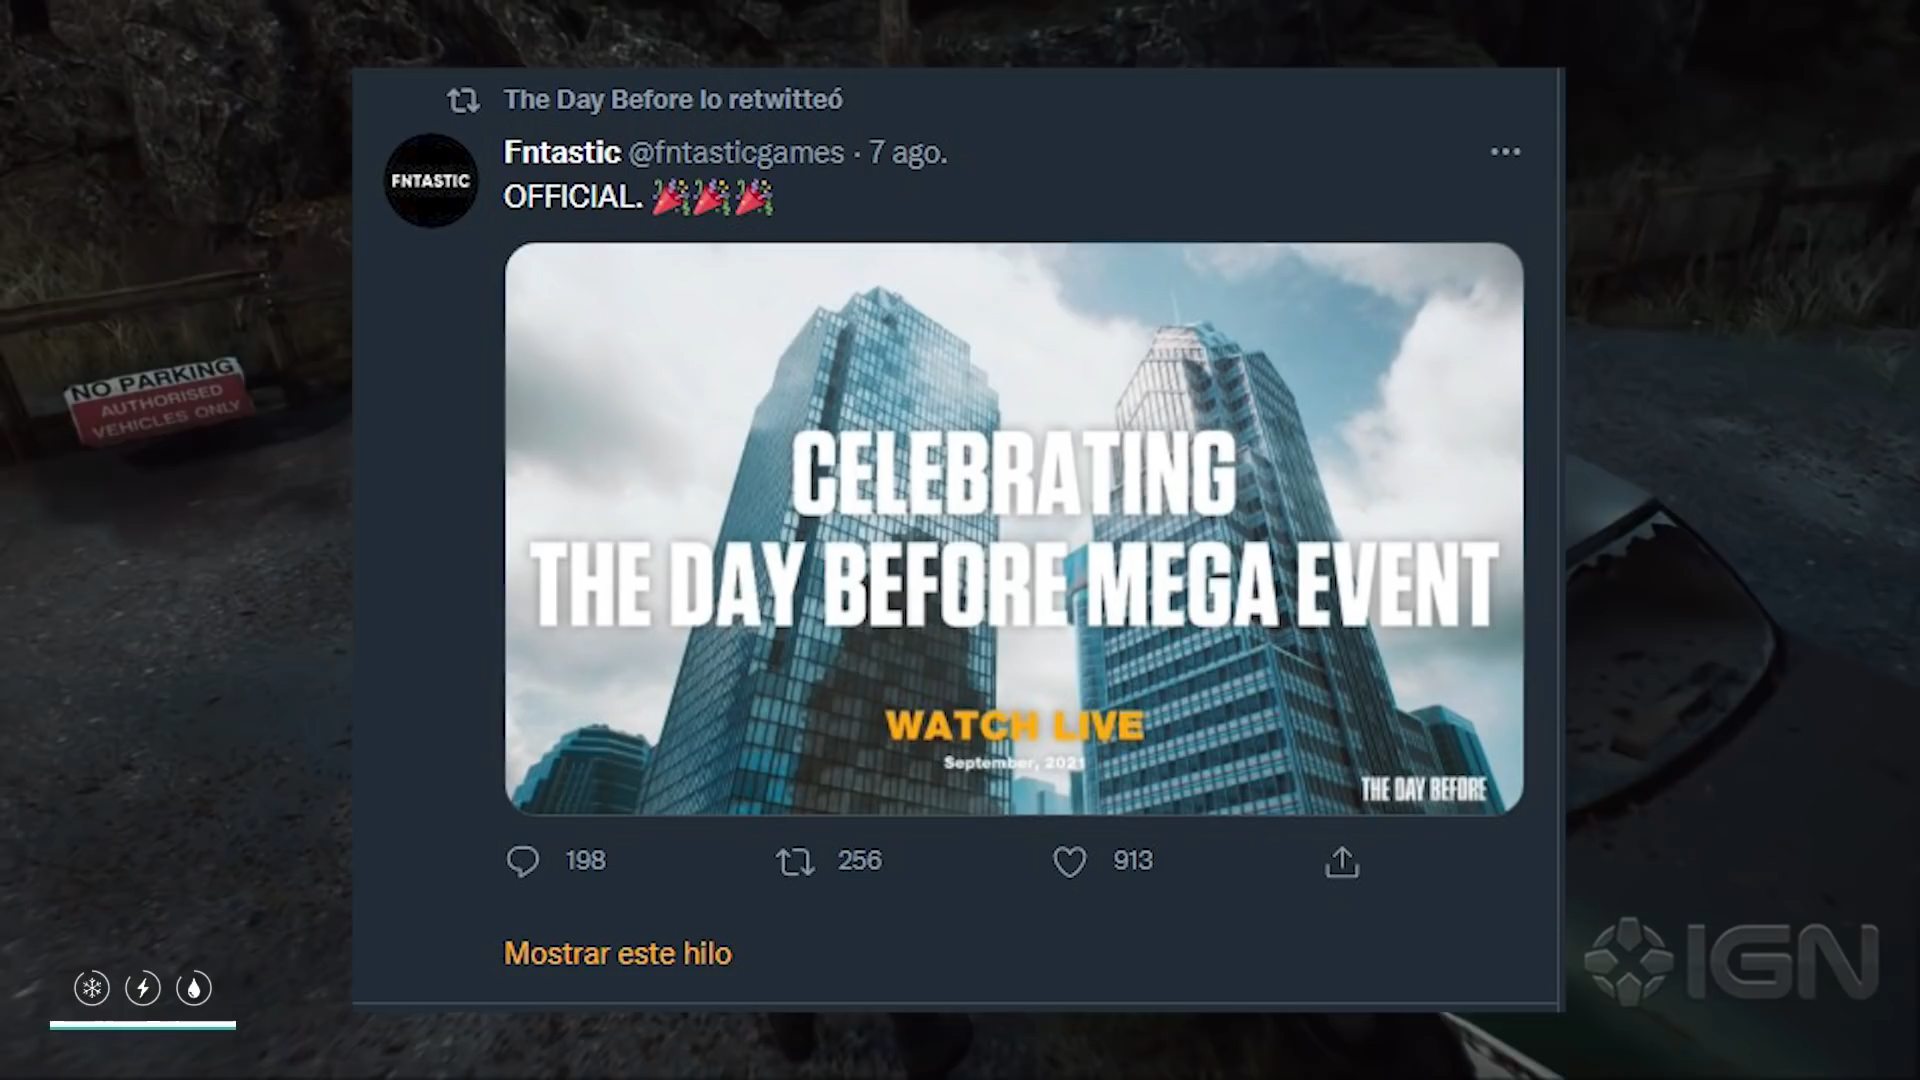 The Day Before lo retwitteó
Fntastic @fntasticgames · 7 ago.
FNTASTIC
OFFICIAL. 🎉🎉🎉
NO PARKING
AUTHORISED
VEHICLES ONLY
CELEBRATING
THE DAY BEFORE MEGA EVENT
WATCH LIVE
September, 2021
THE DAY BEFORE
198 256 913
Mostrar este hilo
IGN